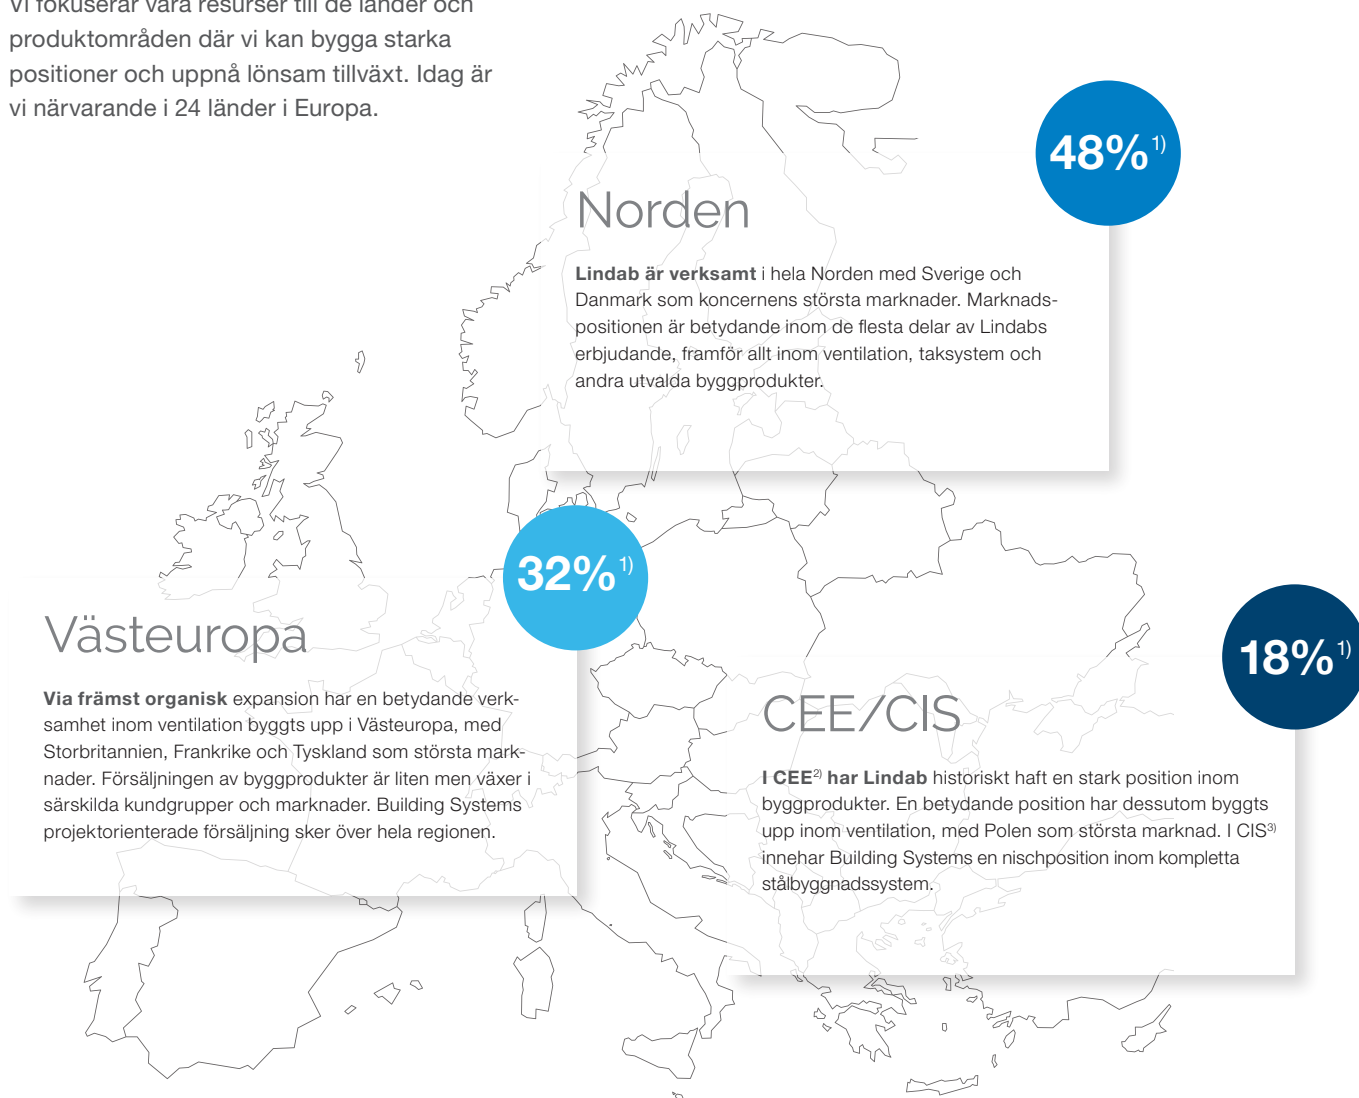 Vi fokuserar våra resurser till de länder och
produktområden där vi kan bygga starka
positioner och uppnå lönsam tillväxt. Idag är
vi närvarande i 24 länder i Europa.
48%1)
Norden
Lindab är verksamt i hela Norden med Sverige och
Danmark som koncernens största marknader. Marknads-
positionen är betydande inom de flesta delar av Lindabs
erbjudande, framför allt inom ventilation, taksystem och
andra utvalda byggprodukter.
32%1)
Västeuropa
Via främst organisk expansion har en betydande verk-
samhet inom ventilation byggts upp i Västeuropa, med
Storbritannien, Frankrike och Tyskland som största mark-
nader. Försäljningen av byggprodukter är liten men växer i
särskilda kundgrupper och marknader. Building Systems
projektorienterade försäljning sker över hela regionen.
18%1)
CEE/CIS
I CEE2) har Lindab historiskt haft en stark position inom
byggprodukter. En betydande position har dessutom byggts
upp inom ventilation, med Polen som största marknad. I CIS3)
innehar Building Systems en nischposition inom kompletta
stålbyggnadssystem.